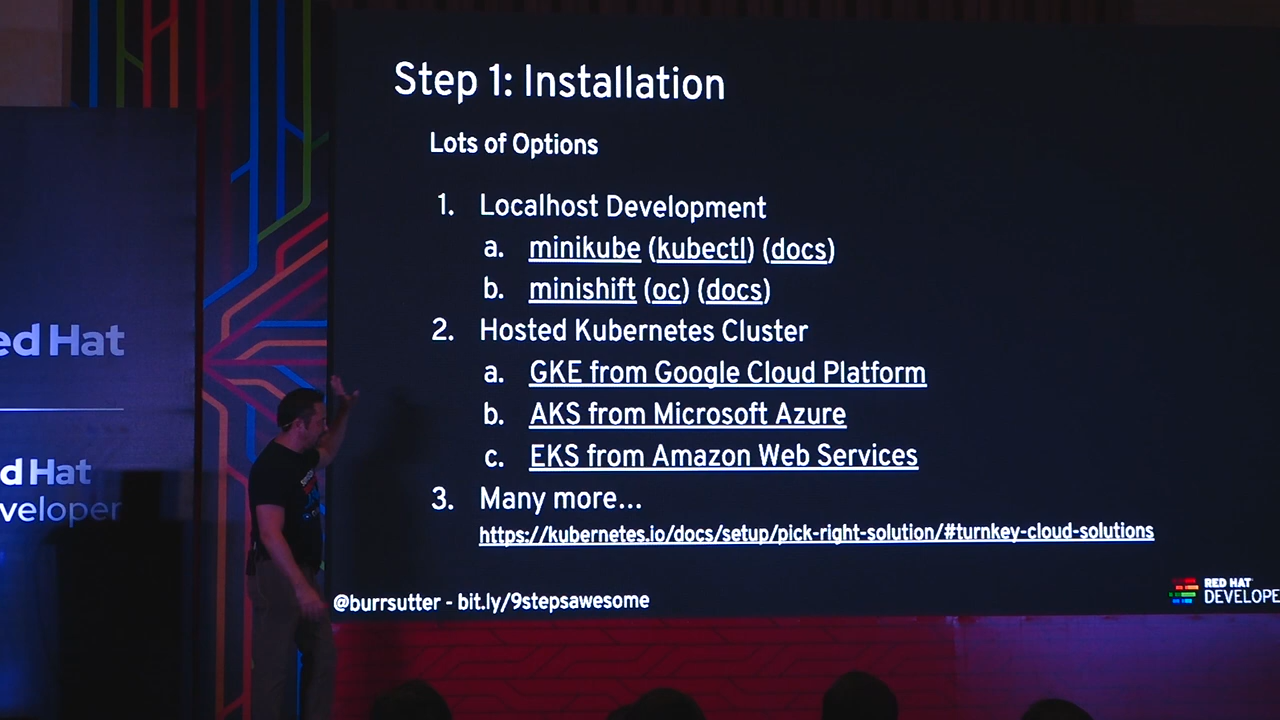 Step 1: Installation
Lots of Options
1. Localhost Development
a. minikube (kubectl) (docs)
b. minishift (oc) (docs)
2. Hosted Kubernetes Cluster
a. GKE from Google Cloud Platform
b. AKS from Microsoft Azure
c. EKS from Amazon Web Services
3. Many more...
https://kubernetes.io/docs/setup/pick-right-solution/#turnkey-cloud-solutions
@burrsutter - bit.ly/9stepsawesome
RED HAT
DEVELOPE
ed Hat
d Hat
veloper